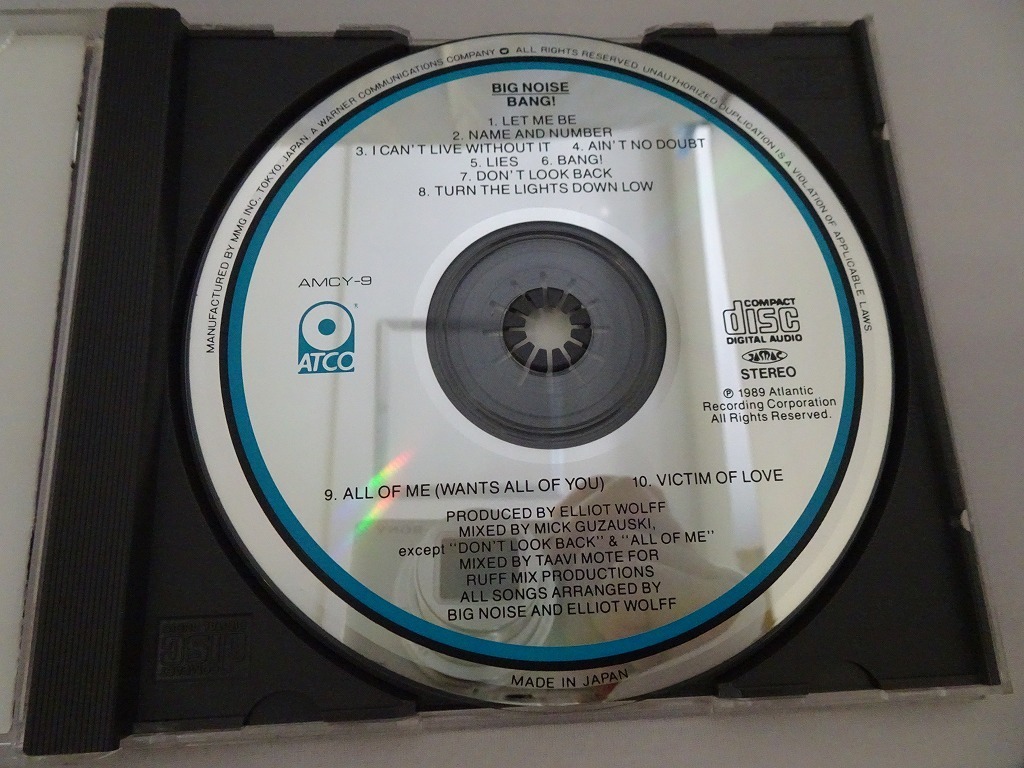 MANUFACTURED BY MMG INC., TOKYO, JAPAN. A WARNER COMMUNICATIONS COMPANY ALL RIGHTS RESERVED. UNAUTHORIZED DUPLICATION IS A VIOLATION OF APPLICABLE LAWS.
BIG NOISE
BANG!
1. LET ME BE
2. NAME AND NUMBER
3. I CAN'T LIVE WITHOUT IT 4. AIN'T NO DOUBT
5. LIES 6. BANG!
7. DON'T LOOK BACK
8. TURN THE LIGHTS DOWN LOW
AMCY-9
ATCO
COMPACT
disc
DIGITAL AUDIO
JASRAC
STEREO
℗ 1989 Atlantic
Recording Corporation
All Rights Reserved.
9. ALL OF ME (WANTS ALL OF YOU) 10. VICTIM OF LOVE
PRODUCED BY ELLIOT WOLFF
MIXED BY MICK GUZAUSKI,
except "DON'T LOOK BACK" & "ALL OF ME"
MIXED BY TAAVI MOTE FOR
RUFF MIX PRODUCTIONS
ALL SONGS ARRANGED BY
BIG NOISE AND ELLIOT WOLFF
MADE IN JAPAN